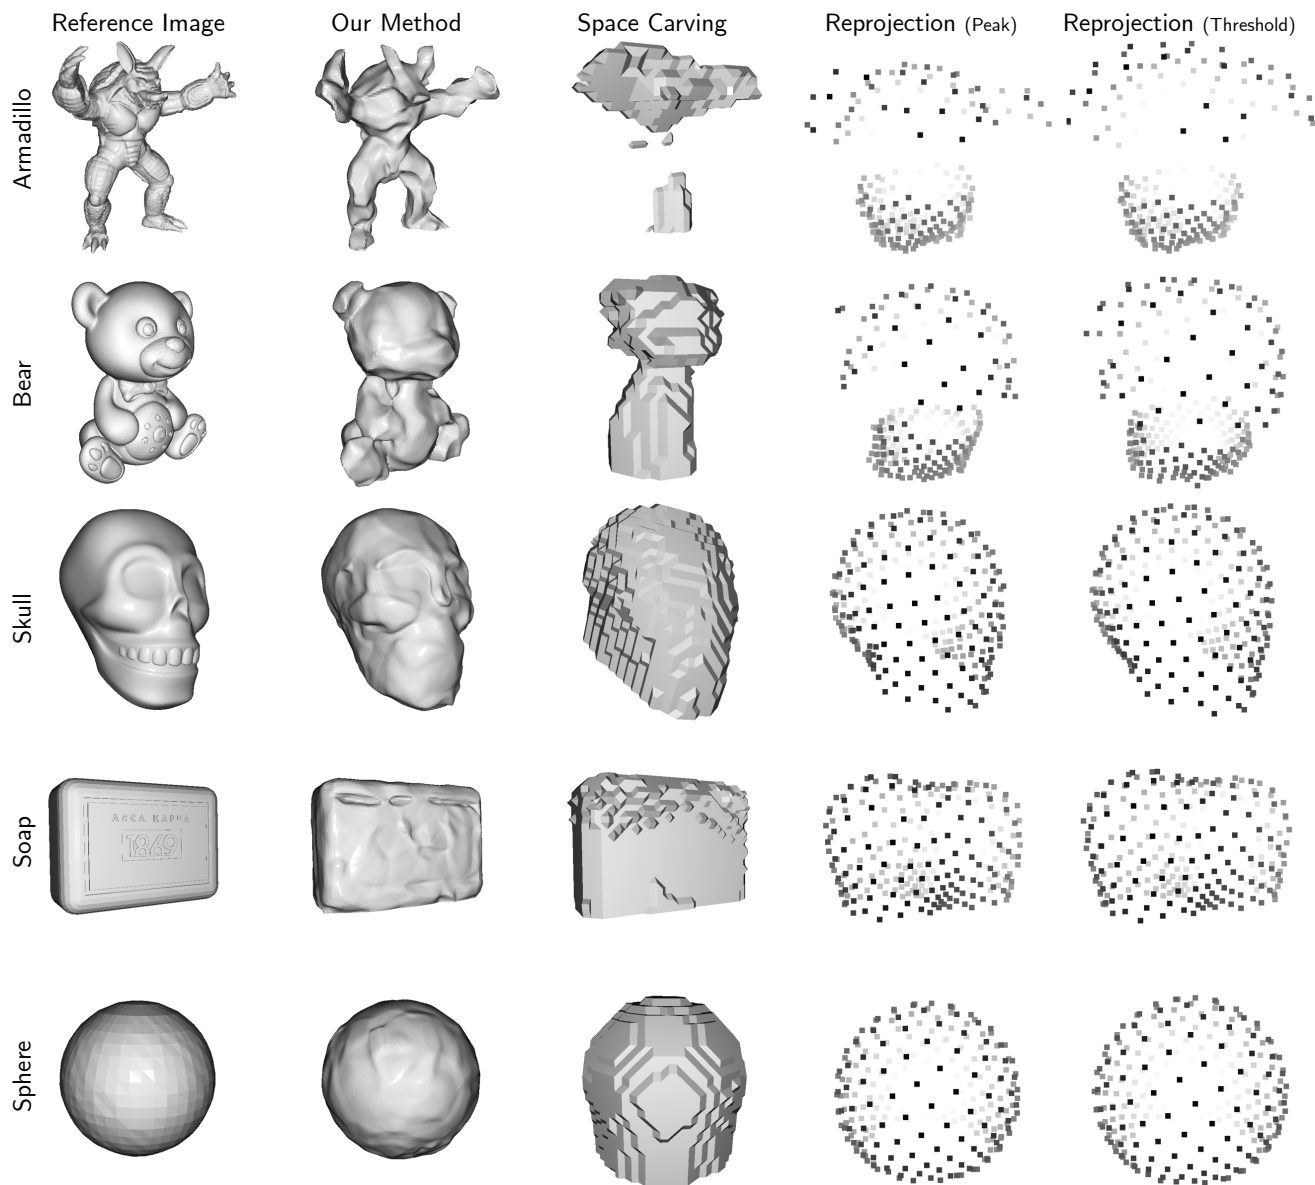 Reference Image Our Method Space Carving Reprojection (Peak) Reprojection (Threshold)
Armadillo
Bear
Skull
Soap
ACCA KAPPA
1869
Sphere